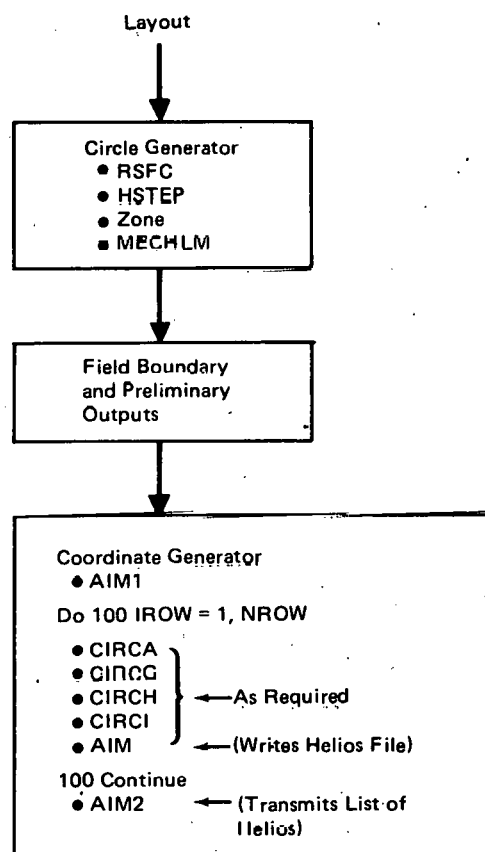 Layout
Circle Generator
• RSFC
• HSTEP
• Zone
• MECHLM
Field Boundary
and Preliminary
Outputs
Coordinate Generator
• AIM1
Do 100 IROW = 1, NROW
• CIRCA
• CIRCG
• CIRCH
• CIRCI
As Required
• AIM
(Writes Helios File)
100 Continue
• AIM2
(Transmits List of
Helios)